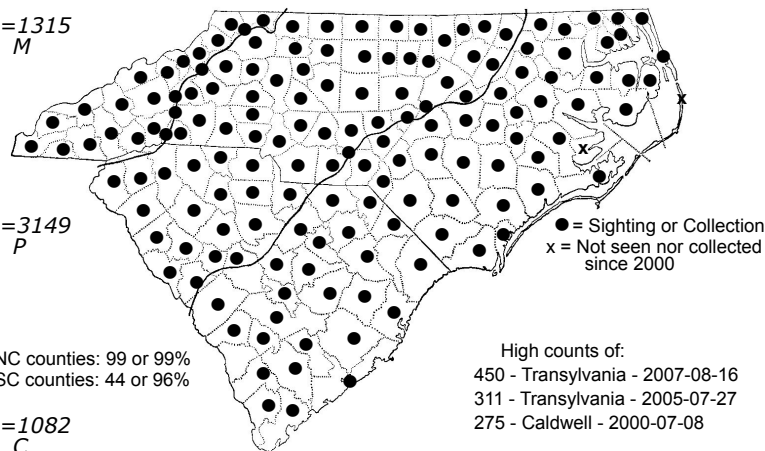 =1315
M
=3149
P
=1082
C
NC counties: 99 or 99%
SC counties: 44 or 96%
● = Sighting or Collection
x = Not seen nor collected
since 2000
High counts of:
450 - Transylvania - 2007-08-16
311 - Transylvania - 2005-07-27
275 - Caldwell - 2000-07-08
x
x